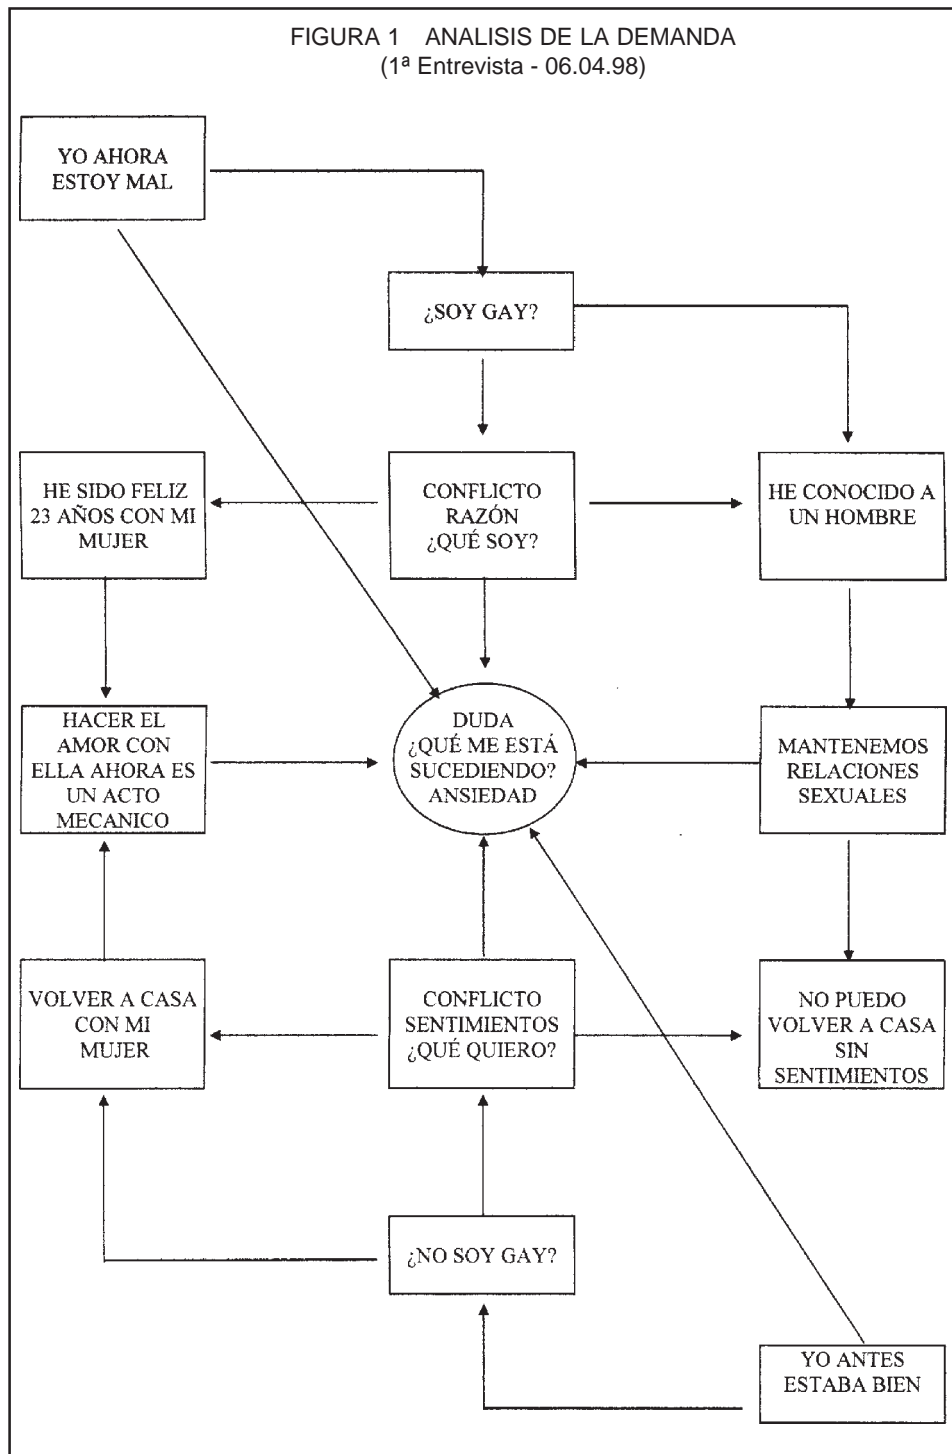 FIGURA 1 ANALISIS DE LA DEMANDA
(1ª Entrevista - 06.04.98)
YO AHORA
ESTOY MAL
¿SOY GAY?
HE SIDO FELIZ
23 AÑOS CON MI
MUJER
CONFLICTO
RAZÓN
¿QUÉ SOY?
HE CONOCIDO A
UN HOMBRE
HACER EL
AMOR CON
ELLA AHORA ES
UN ACTO
MECANICO
DUDA
¿QUÉ ME ESTÁ
SUCEDIENDO?
ANSIEDAD
MANTENEMOS
RELACIONES
SEXUALES
VOLVER A CASA
CON MI
MUJER
CONFLICTO
SENTIMIENTOS
¿QUÉ QUIERO?
NO PUEDO
VOLVER A CASA
SIN
SENTIMIENTOS
¿NO SOY GAY?
YO ANTES
ESTABA BIEN